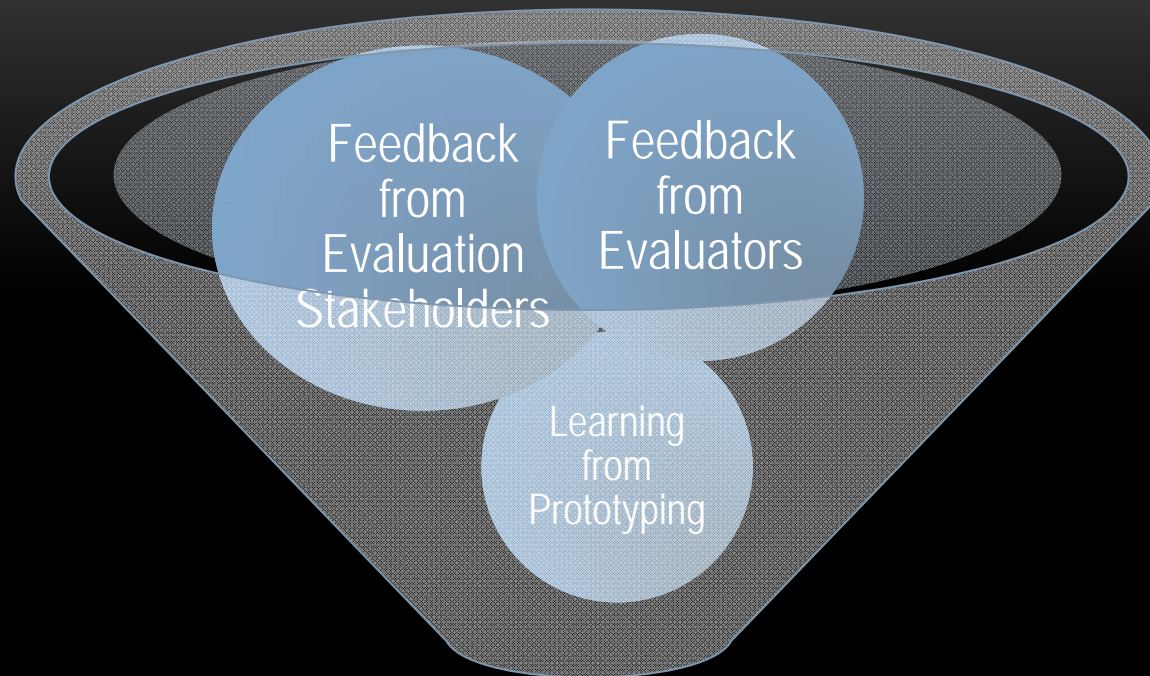 Feedback
from
Evaluation
Stakeholders
Feedback
from
Evaluators
Learning
from
Prototyping